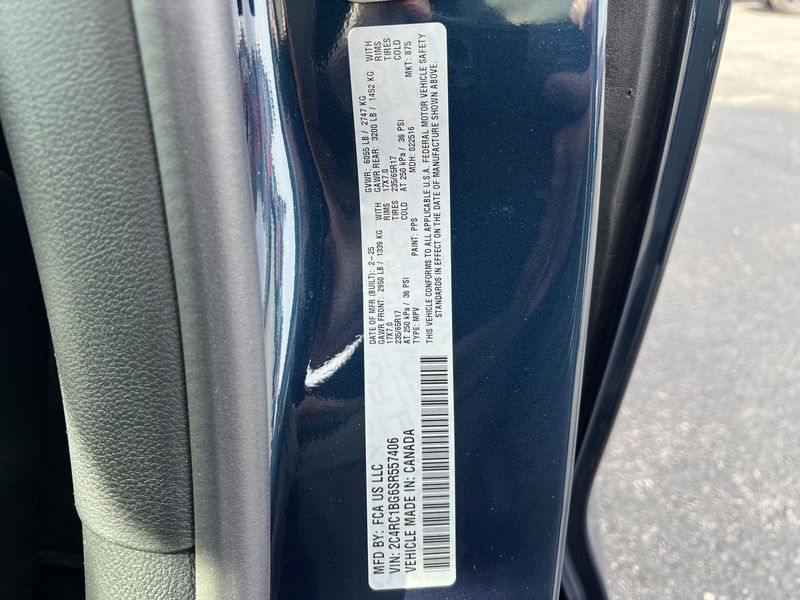 MFD BY: FCA US LLC
VIN: 2C4RC1BG6SR557406
VEHICLE MADE IN: CANADA
DATE OF MFR (BUILT): 2-25 GVWR: 6055 LB / 2747 KG
GAWR FRONT: 2950 LB / 1339 KG WITH GAWR REAR: 3200 LB / 1452 KG WITH
17X7.0 RIMS 17X7.0 RIMS
235/65R17 TIRES 235/65R17 TIRES
AT 250 kPa / 36 PSI COLD AT 250 kPa / 36 PSI COLD
TYPE: MPV PAINT: PPS MDH: 022516 MKT: 875
THIS VEHICLE CONFORMS TO ALL APPLICABLE U.S.A. FEDERAL MOTOR VEHICLE SAFETY
STANDARDS IN EFFECT ON THE DATE OF MANUFACTURE SHOWN ABOVE.